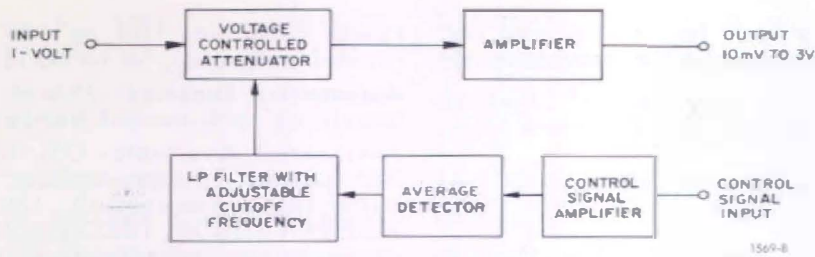 INPUT
1-VOLT
VOLTAGE
CONTROLLED
ATTENUATOR
AMPLIFIER
OUTPUT
10mV TO 3V
LP FILTER WITH
ADJUSTABLE
CUTOFF
FREQUENCY
AVERAGE
DETECTOR
CONTROL
SIGNAL
AMPLIFIER
CONTROL
SIGNAL
INPUT
1569-8